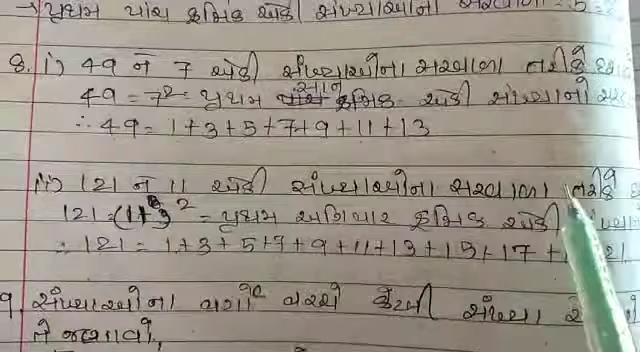 → પ્રથમ પાંચ ક્રમિક એકી સંખ્યાઓનો સરવાળા = 5
8. i) 49 ને 7 એકી સંખ્યાઓના સરવાળા તરીકે
49 = 7² = પ્રથમ સાત ક્રમિક એકી સંખ્યાનો
∴ 49 = 1+3+5+7+9+11+13
ii) 121 ને 11 એકી સંખ્યાઓના સરવાળા તરીકે
121 = (11)² = પ્રથમ અગિયાર ક્રમિક એકી
∴ 121 = 1+3+5+7+9+11+13+15+17+ 21
9. સંખ્યાઓના વર્ગોની વચ્ચે કેટલી સંખ્યા
તે જણાવો,